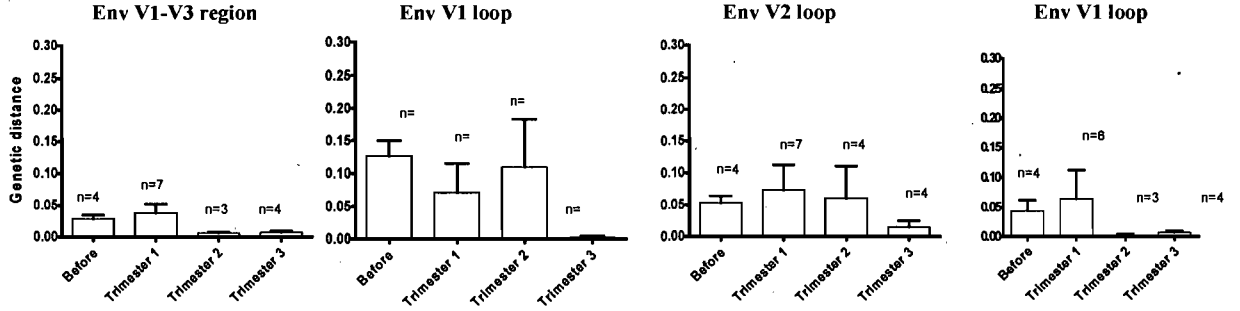 Env V1-V3 region
Genetic distance
0.30
0.25
0.20
0.15
0.10
0.05
0.00
n=4
n=7
n=3
n=4
Before
Trimester 1
Trimester 2
Trimester 3
Env V1 loop
0.30
0.25
0.20
0.15
0.10
0.05
0.00
n=
n=
n=
n=
Before
Trimester 1
Trimester 2
Trimester 3
Env V2 loop
0.30
0.25
0.20
0.15
0.10
0.05
0.00
n=4
n=7
n=4
n=4
Before
Trimester 1
Trimester 2
Trimester 3
Env V1 loop
0.30
0.25
0.20
0.15
0.10
0.05
0.00
n=4
n=6
n=3
n=4
Before
Trimester 1
Trimester 2
Trimester 3